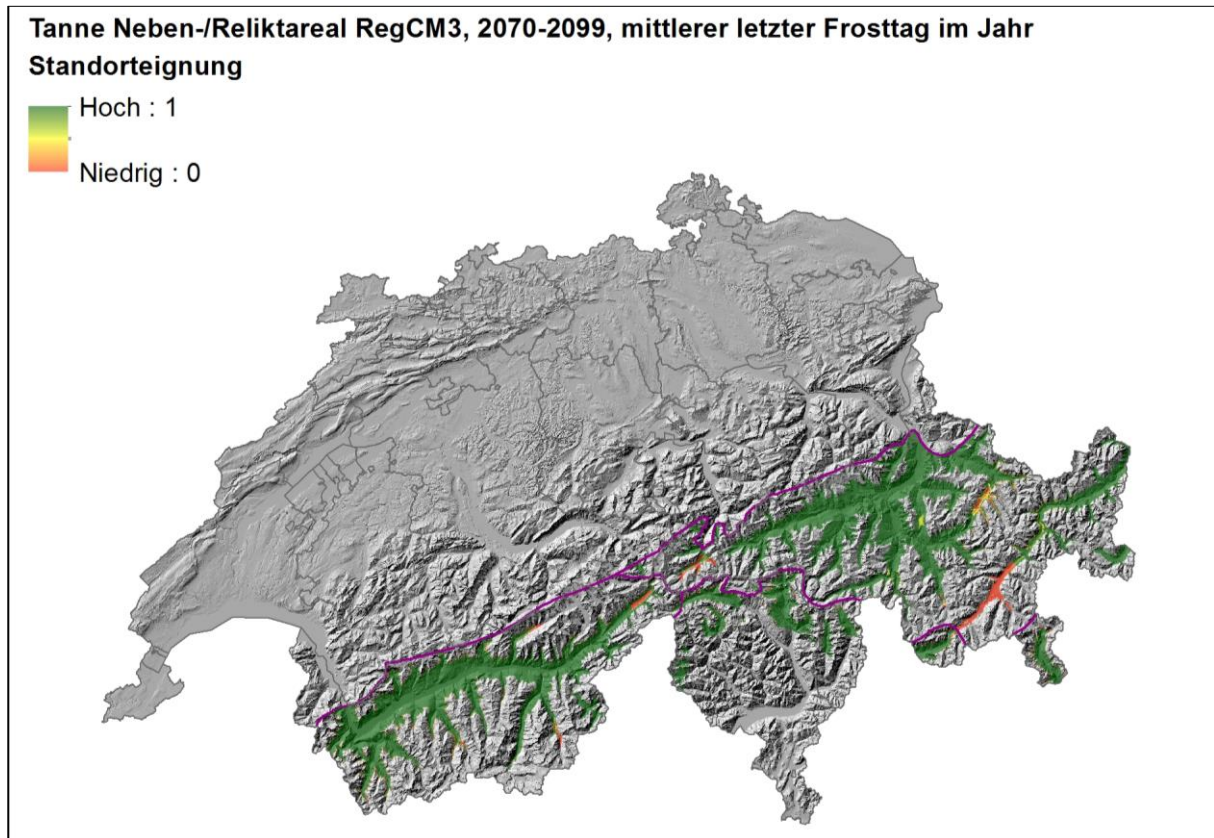 Tanne Neben-/Reliktareal RegCM3, 2070-2099, mittlerer letzter Frosttag im Jahr
Standorteignung
Hoch : 1
Niedrig : 0